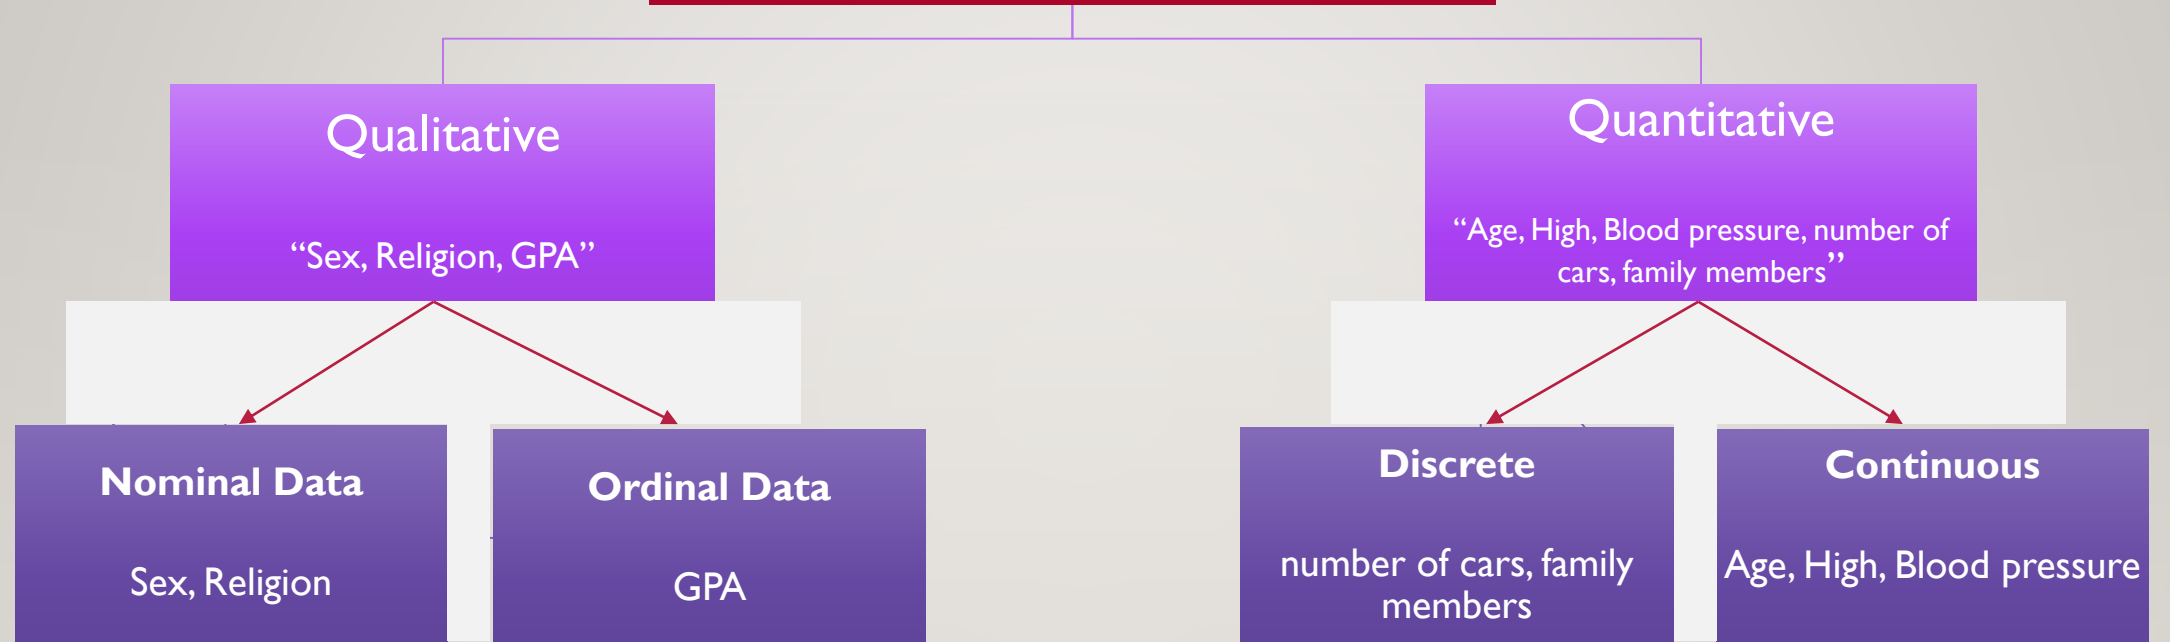 Qualitative
“Sex, Religion, GPA”
Quantitative
“Age, High, Blood pressure, number of
cars, family members”
Nominal Data
Sex, Religion
Ordinal Data
GPA
Discrete
number of cars, family
members
Continuous
Age, High, Blood pressure